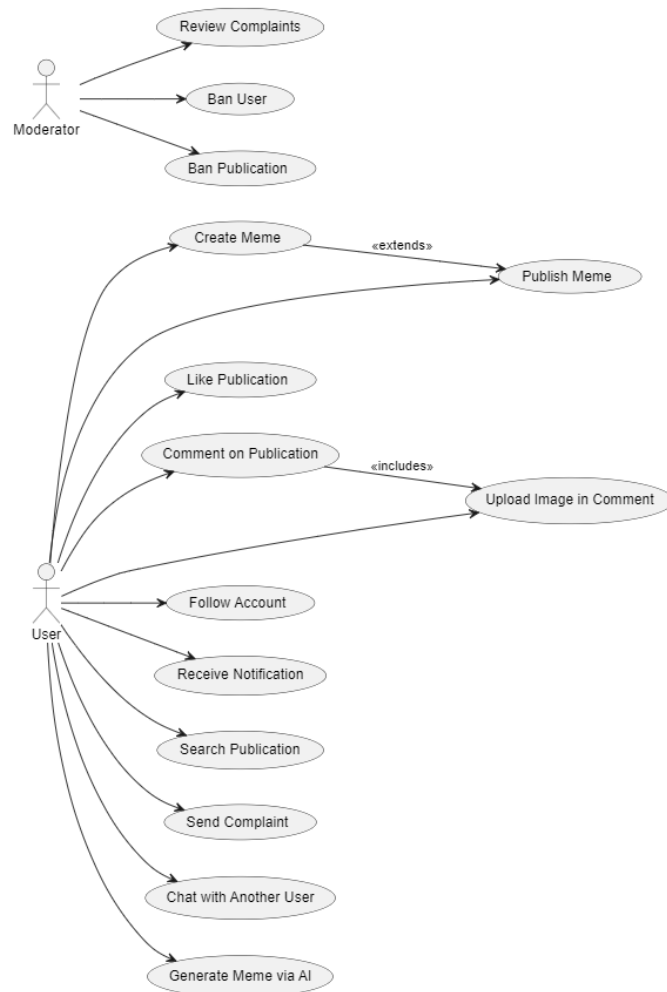 Review Complaints
Moderator
Ban User
Ban Publication
Create Meme
«extends»
Publish Meme
Like Publication
Comment on Publication
«includes»
Upload Image in Comment
User
Follow Account
Receive Notification
Search Publication
Send Complaint
Chat with Another User
Generate Meme via AI